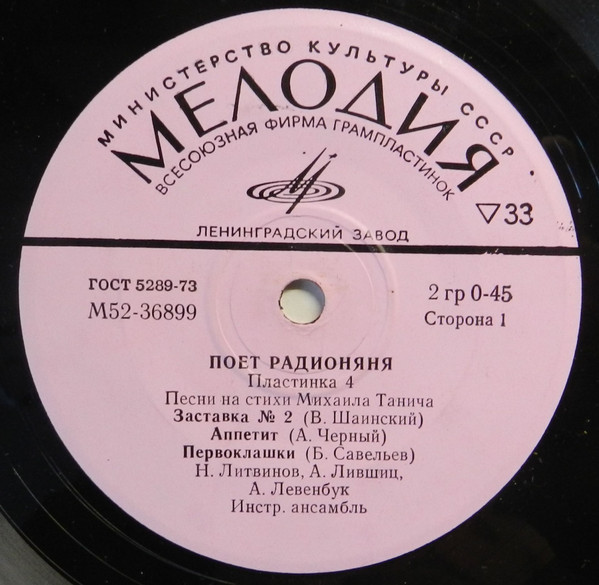 МИНИСТЕРСТВО КУЛЬТУРЫ СССР
МЕЛОДИЯ
ВСЕСОЮЗНАЯ ФИРМА ГРАМПЛАСТИНОК
▽33
ЛЕНИНГРАДСКИЙ ЗАВОД
ГОСТ 5289-73
2 гр 0-45
М52-36899
Сторона 1
ПОЕТ РАДИОНЯНЯ
Пластинка 4
Песни на стихи Михаила Танича
Заставка № 2 (В. Шаинский)
Аппетит (А. Черный)
Первоклашки (Б. Савельев)
Н. Литвинов, А. Лившиц,
А. Левенбук
Инстр. ансамбль